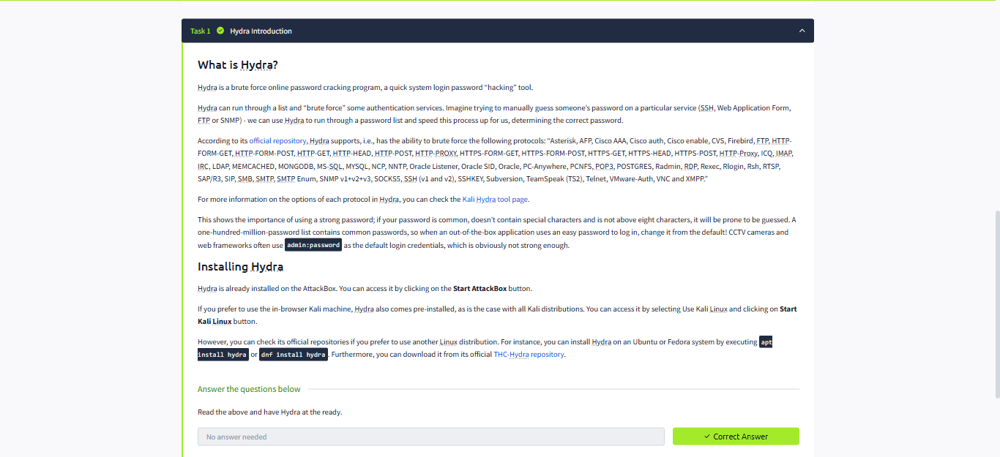 Task 1 Hydra Introduction
What is Hydra?
Hydra is a brute force online password cracking program, a quick system login password “hacking” tool.
Hydra can run through a list and “brute force” some authentication services. Imagine trying to manually guess someone’s password on a particular service (SSH, Web Application Form,
FTP or SNMP) - we can use Hydra to run through a password list and speed this process up for us, determining the correct password.
According to its official repository, Hydra supports, i.e., has the ability to brute force the following protocols: “Asterisk, AFP, Cisco AAA, Cisco auth, Cisco enable, CVS, Firebird, FTP, HTTP-
FORM-GET, HTTP-FORM-POST, HTTP-GET, HTTP-HEAD, HTTP-POST, HTTP-PROXY, HTTPS-FORM-GET, HTTPS-FORM-POST, HTTPS-GET, HTTPS-HEAD, HTTPS-POST, HTTP-Proxy, ICQ, IMAP,
IRC, LDAP, MEMCACHED, MONGODB, MS-SQL, MYSQL, NCP, NNTP, Oracle Listener, Oracle SID, Oracle, PC-Anywhere, PCNFS, POP3, POSTGRES, Radmin, RDP, Rexec, Rlogin, Rsh, RTSP,
SAP/R3, SIP, SMB, SMTP, SMTP Enum, SNMP v1+v2+v3, SOCKS5, SSH (v1 and v2), SSHKEY, Subversion, TeamSpeak (TS2), Telnet, VMware-Auth, VNC and XMPP.”
For more information on the options of each protocol in Hydra, you can check the Kali Hydra tool page.
This shows the importance of using a strong password; if your password is common, doesn’t contain special characters and is not above eight characters, it will be prone to be guessed. A
one-hundred-million-password list contains common passwords, so when an out-of-the-box application uses an easy password to log in, change it from the default! CCTV cameras and
web frameworks often use admin:password as the default login credentials, which is obviously not strong enough.
Installing Hydra
Hydra is already installed on the AttackBox. You can access it by clicking on the Start AttackBox button.
If you prefer to use the in-browser Kali machine, Hydra also comes pre-installed, as is the case with all Kali distributions. You can access it by selecting Use Kali Linux and clicking on Start
Kali Linux button.
However, you can check its official repositories if you prefer to use another Linux distribution. For instance, you can install Hydra on an Ubuntu or Fedora system by executing apt
install hydra or dnf install hydra. Furthermore, you can download it from its official THC-Hydra repository.
Answer the questions below
Read the above and have Hydra at the ready.
No answer needed
Correct Answer